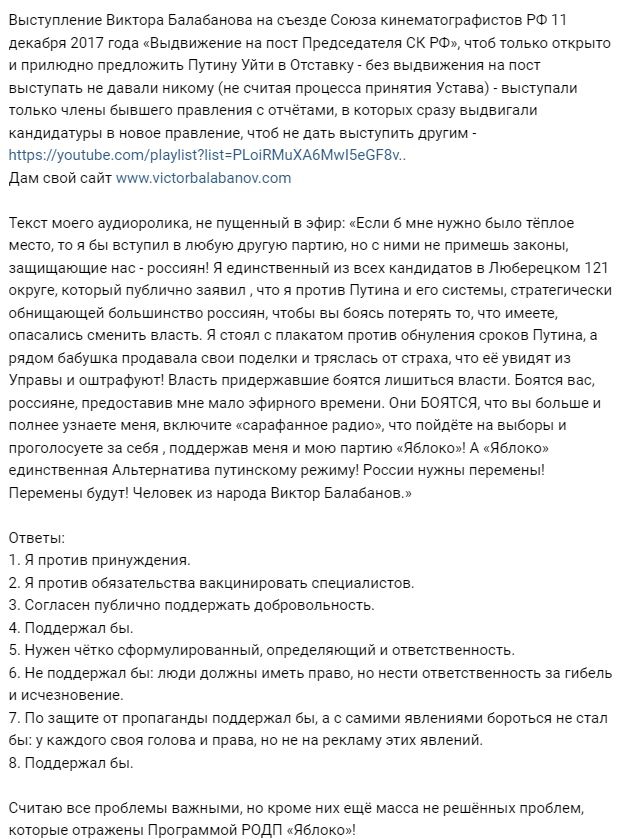 Выступление Виктора Балабанова на съезде Союза кинематографистов РФ 11
декабря 2017 года «Выдвижение на пост Председателя СК РФ», чтоб только открыто
и прилюдно предложить Путину Уйти в Отставку - без выдвижения на пост
выступать не давали никому (не считая процесса принятия Устава) - выступали
только члены бывшего правления с отчётами, в которых сразу выдвигали
кандидатуры в новое правление, чтоб не дать выступить другим -
https://youtube.com/playlist?list=PLoiRMuXA6MwI5eGF8v..
Дам свой сайт www.victorbalabanov.com

Текст моего аудиоролика, не пущенный в эфир: «Если б мне нужно было тёплое
место, то я бы вступил в любую другую партию, но с ними не примешь законы,
защищающие нас - россиян! Я единственный из всех кандидатов в Люберецком 121
округе, который публично заявил , что я против Путина и его системы, стратегически
обнищающей большинство россиян, чтобы вы боясь потерять то, что имеете,
опасались сменить власть. Я стоял с плакатом против обнуления сроков Путина, а
рядом бабушка продавала свои поделки и тряслась от страха, что её увидят из
Управы и оштрафуют! Власть придержавшие боятся лишиться власти. Боятся вас,
россияне, предоставив мне мало эфирного времени. Они БОЯТСЯ, что вы больше и
полнее узнаете меня, включите «сарафанное радио», что пойдёте на выборы и
проголосуете за себя , поддержав меня и мою партию «Яблоко»! А «Яблоко»
единственная Альтернатива путинскому режиму! России нужны перемены!
Перемены будут! Человек из народа Виктор Балабанов.»

Ответы:
1. Я против принуждения.
2. Я против обязательства вакцинировать специалистов.
3. Согласен публично поддержать добровольность.
4. Поддержал бы.
5. Нужен чётко сформулированный, определяющий и ответственность.
6. Не поддержал бы: люди должны иметь право, но нести ответственность за гибель
и исчезновение.
7. По защите от пропаганды поддержал бы, а с самими явлениями бороться не стал
бы: у каждого своя голова и права, но не на рекламу этих явлений.
8. Поддержал бы.

Считаю все проблемы важными, но кроме них ещё масса не решённых проблем,
которые отражены Программой РОДП «Яблоко»!